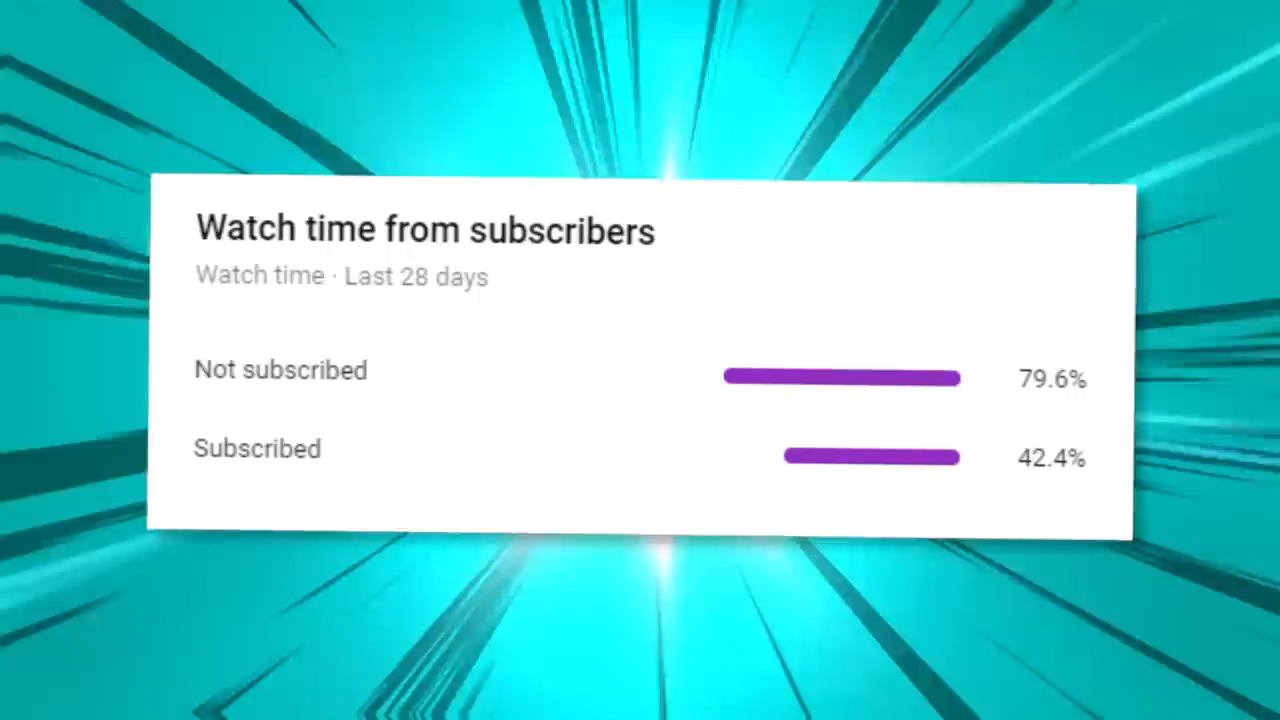 Watch time from subscribers
Watch time · Last 28 days
Not subscribed 79.6%
Subscribed 42.4%